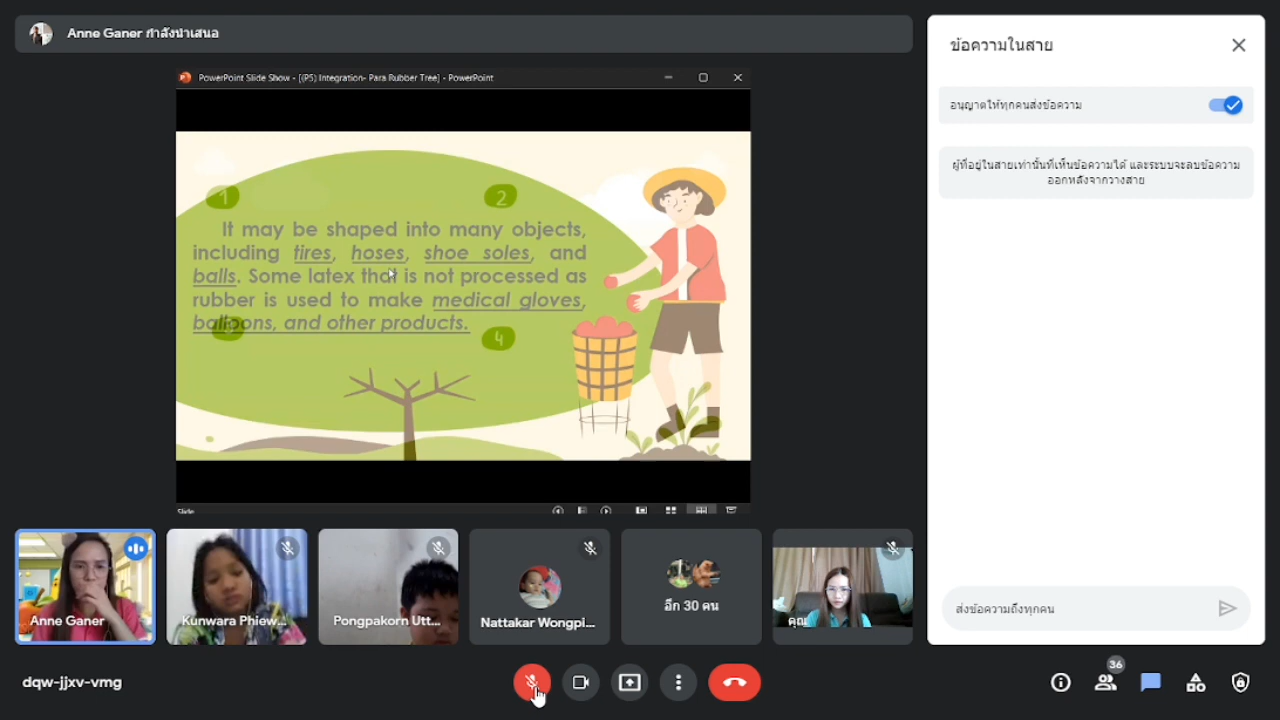 Anne Ganer กำลังนำเสนอ
PowerPoint Slide Show - [(P5) Integration- Para Rubber Tree] - PowerPoint
1
2
It may be shaped into many objects,
including tires, hoses, shoe soles, and
balls. Some latex that is not processed as
rubber is used to make medical gloves,
balloons, and other products.
3
4
Slide
Anne Ganer
Kunwara Phiew...
Pongpakorn Utt...
Nattakar Wongpi...
อีก 30 คน
คุณ
dqw-jjxv-vmg
ข้อความในสาย
อนุญาตให้ทุกคนส่งข้อความ
ผู้ที่อยู่ในสายเท่านั้นที่เห็นข้อความได้ และระบบจะลบข้อความ
ออกหลังจากวางสาย
ส่งข้อความถึงทุกคน
36